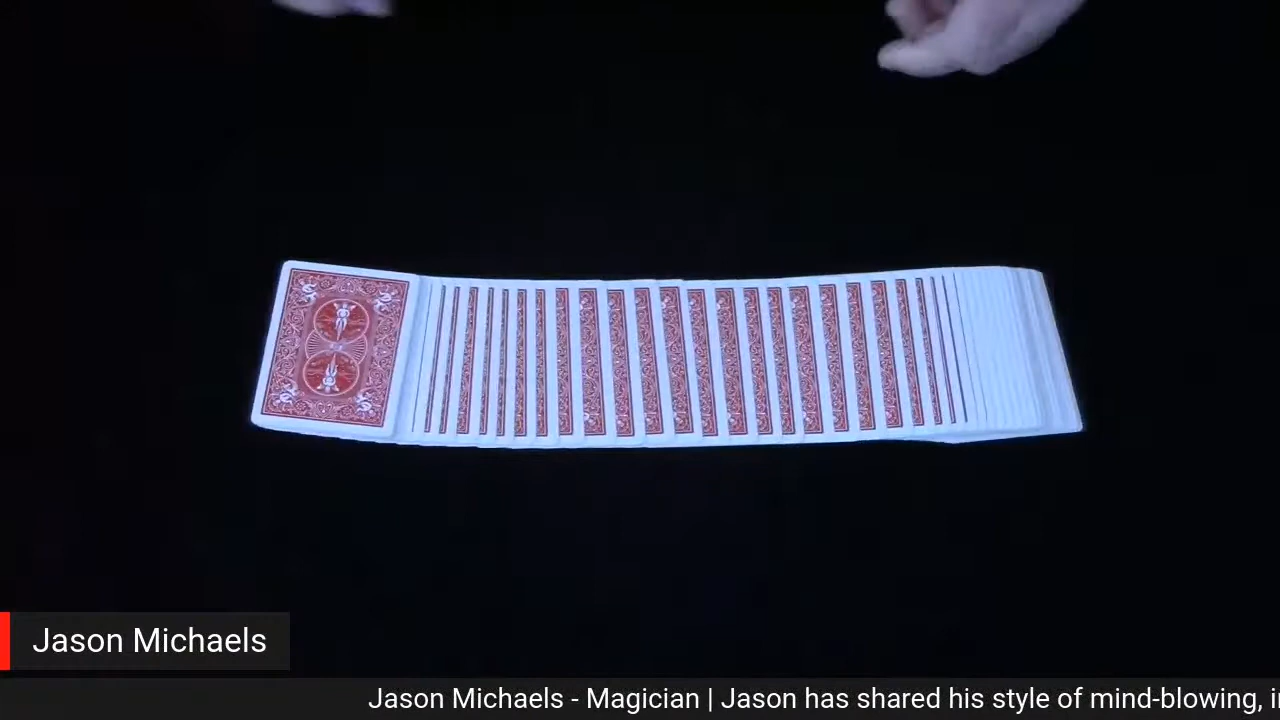 Jason Michaels
Jason Michaels - Magician | Jason has shared his style of mind-blowing,